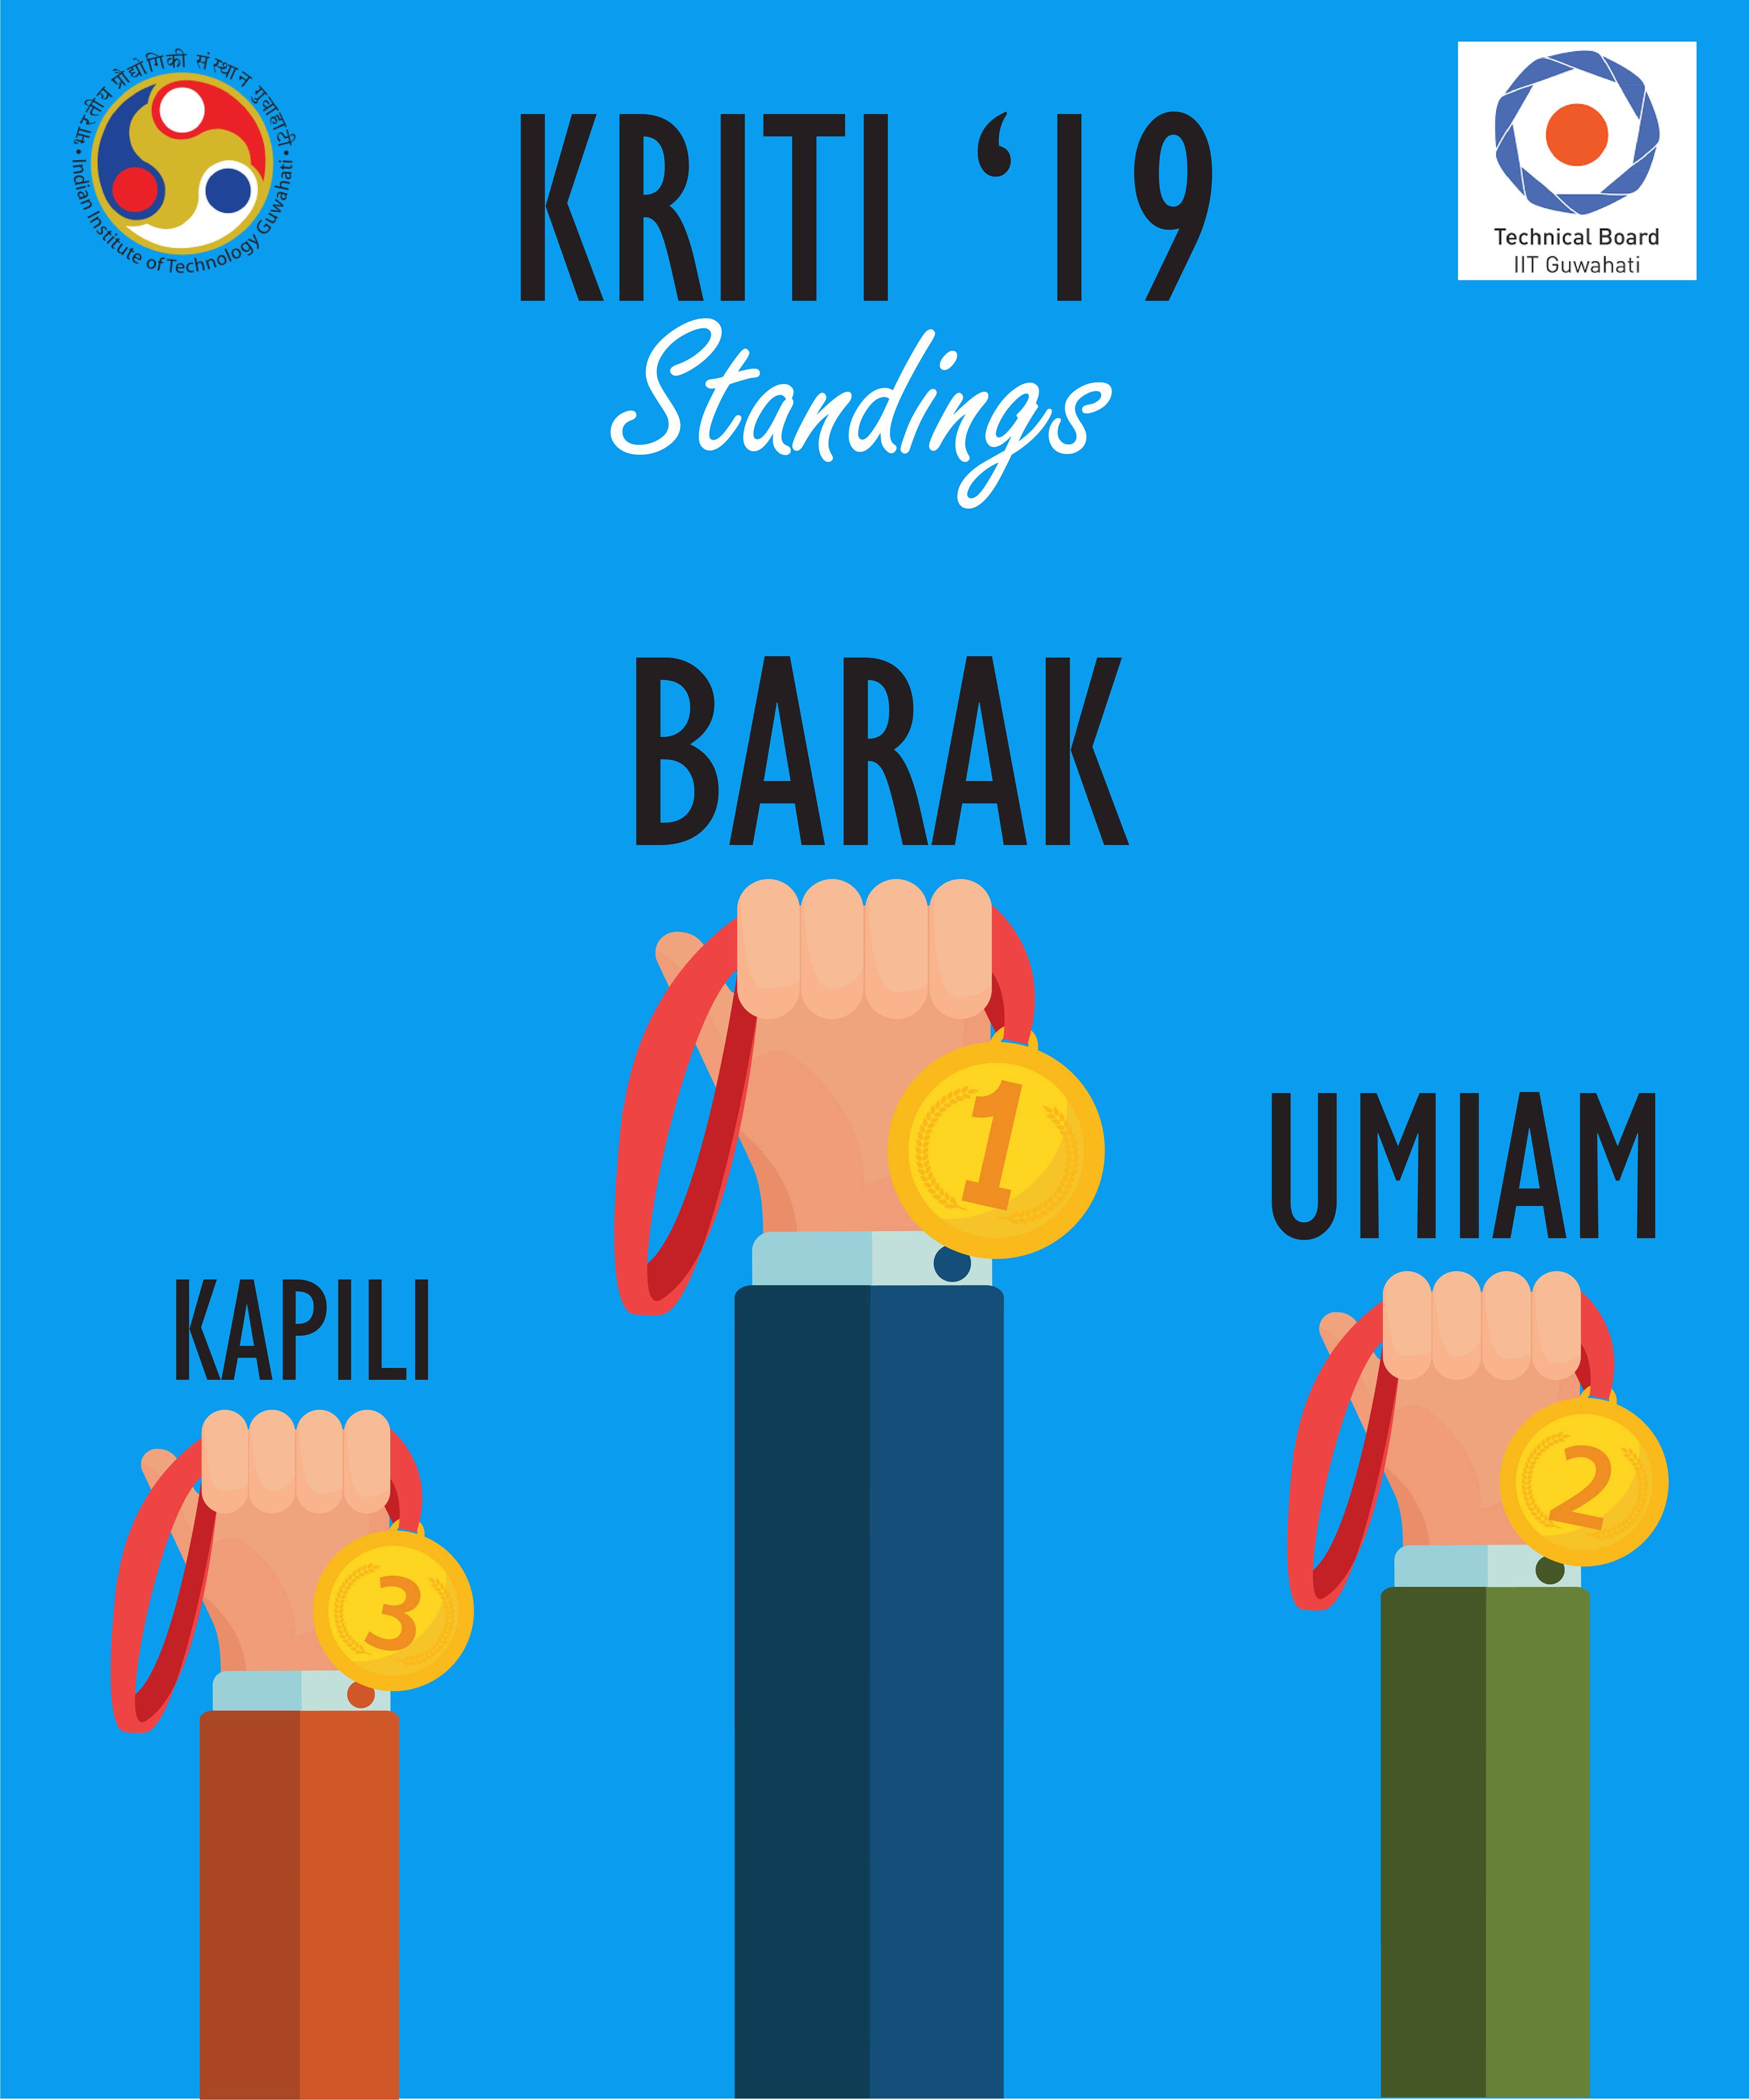 भारतीय प्रौद्योगिकी संस्थान गुवाहाटी
• Indian Institute of Technology Guwahati •
KRITI ‘19
Technical Board
IIT Guwahati
Standings
BARAK
1
UMIAM
2
KAPILI
3